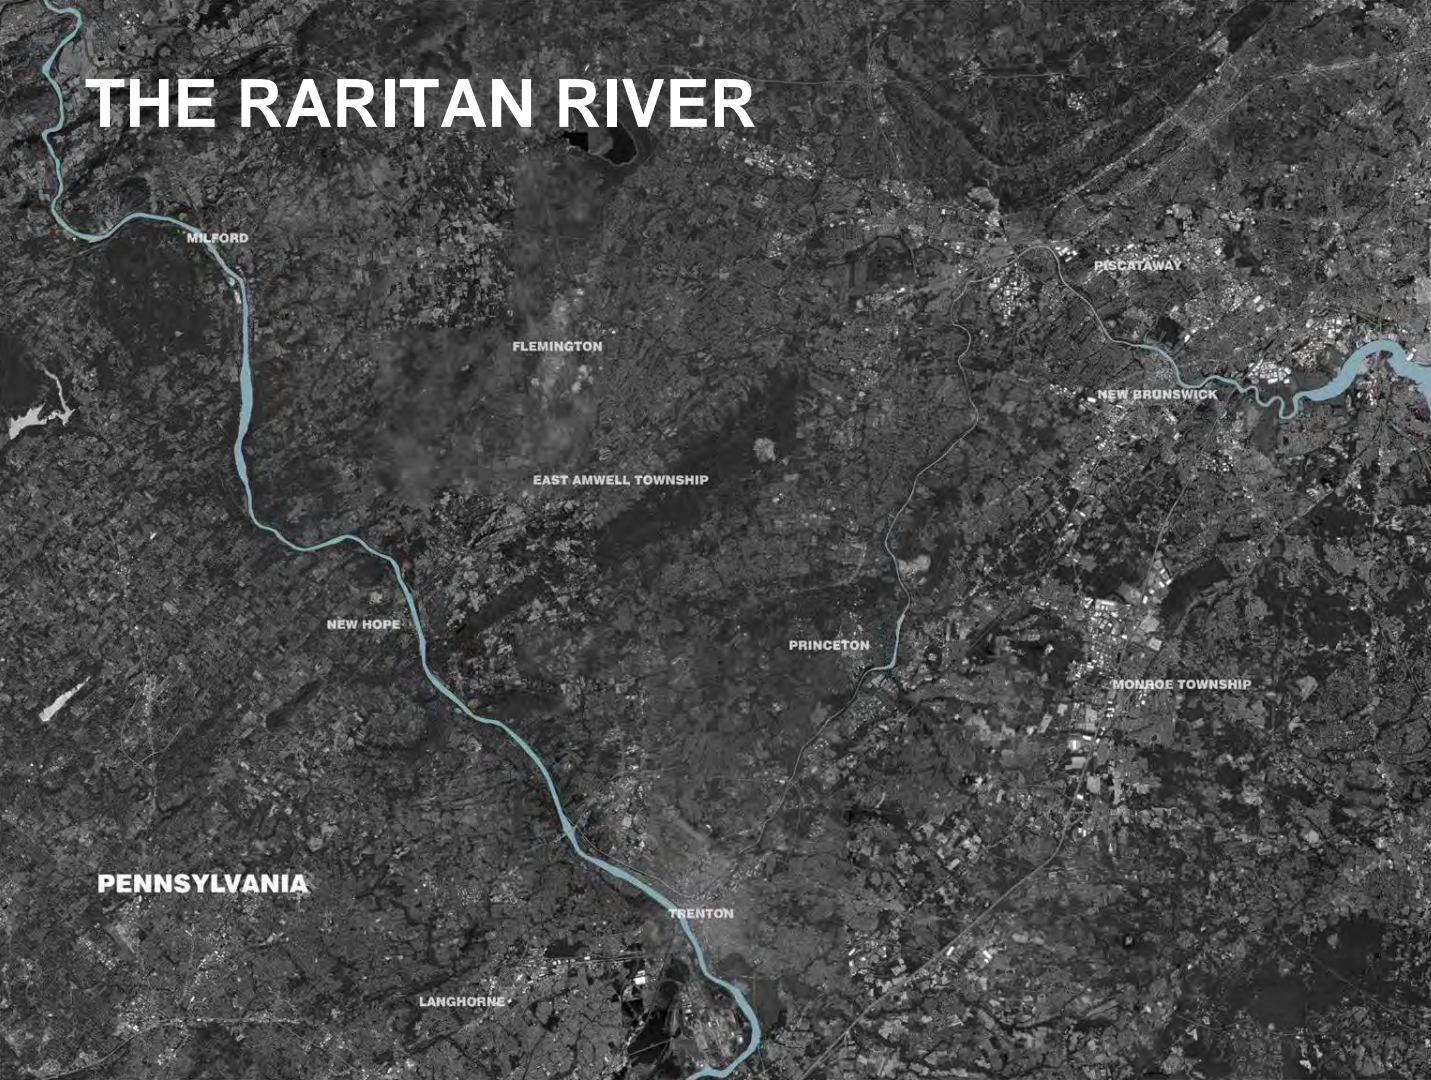 THE RARITAN RIVER
MILFORD
PISCATAWAY
FLEMINGTON
NEW BRUNSWICK
EAST AMWELL TOWNSHIP
NEW HOPE
PRINCETON
MONROE TOWNSHIP
PENNSYLVANIA
TRENTON
LANGHORNE